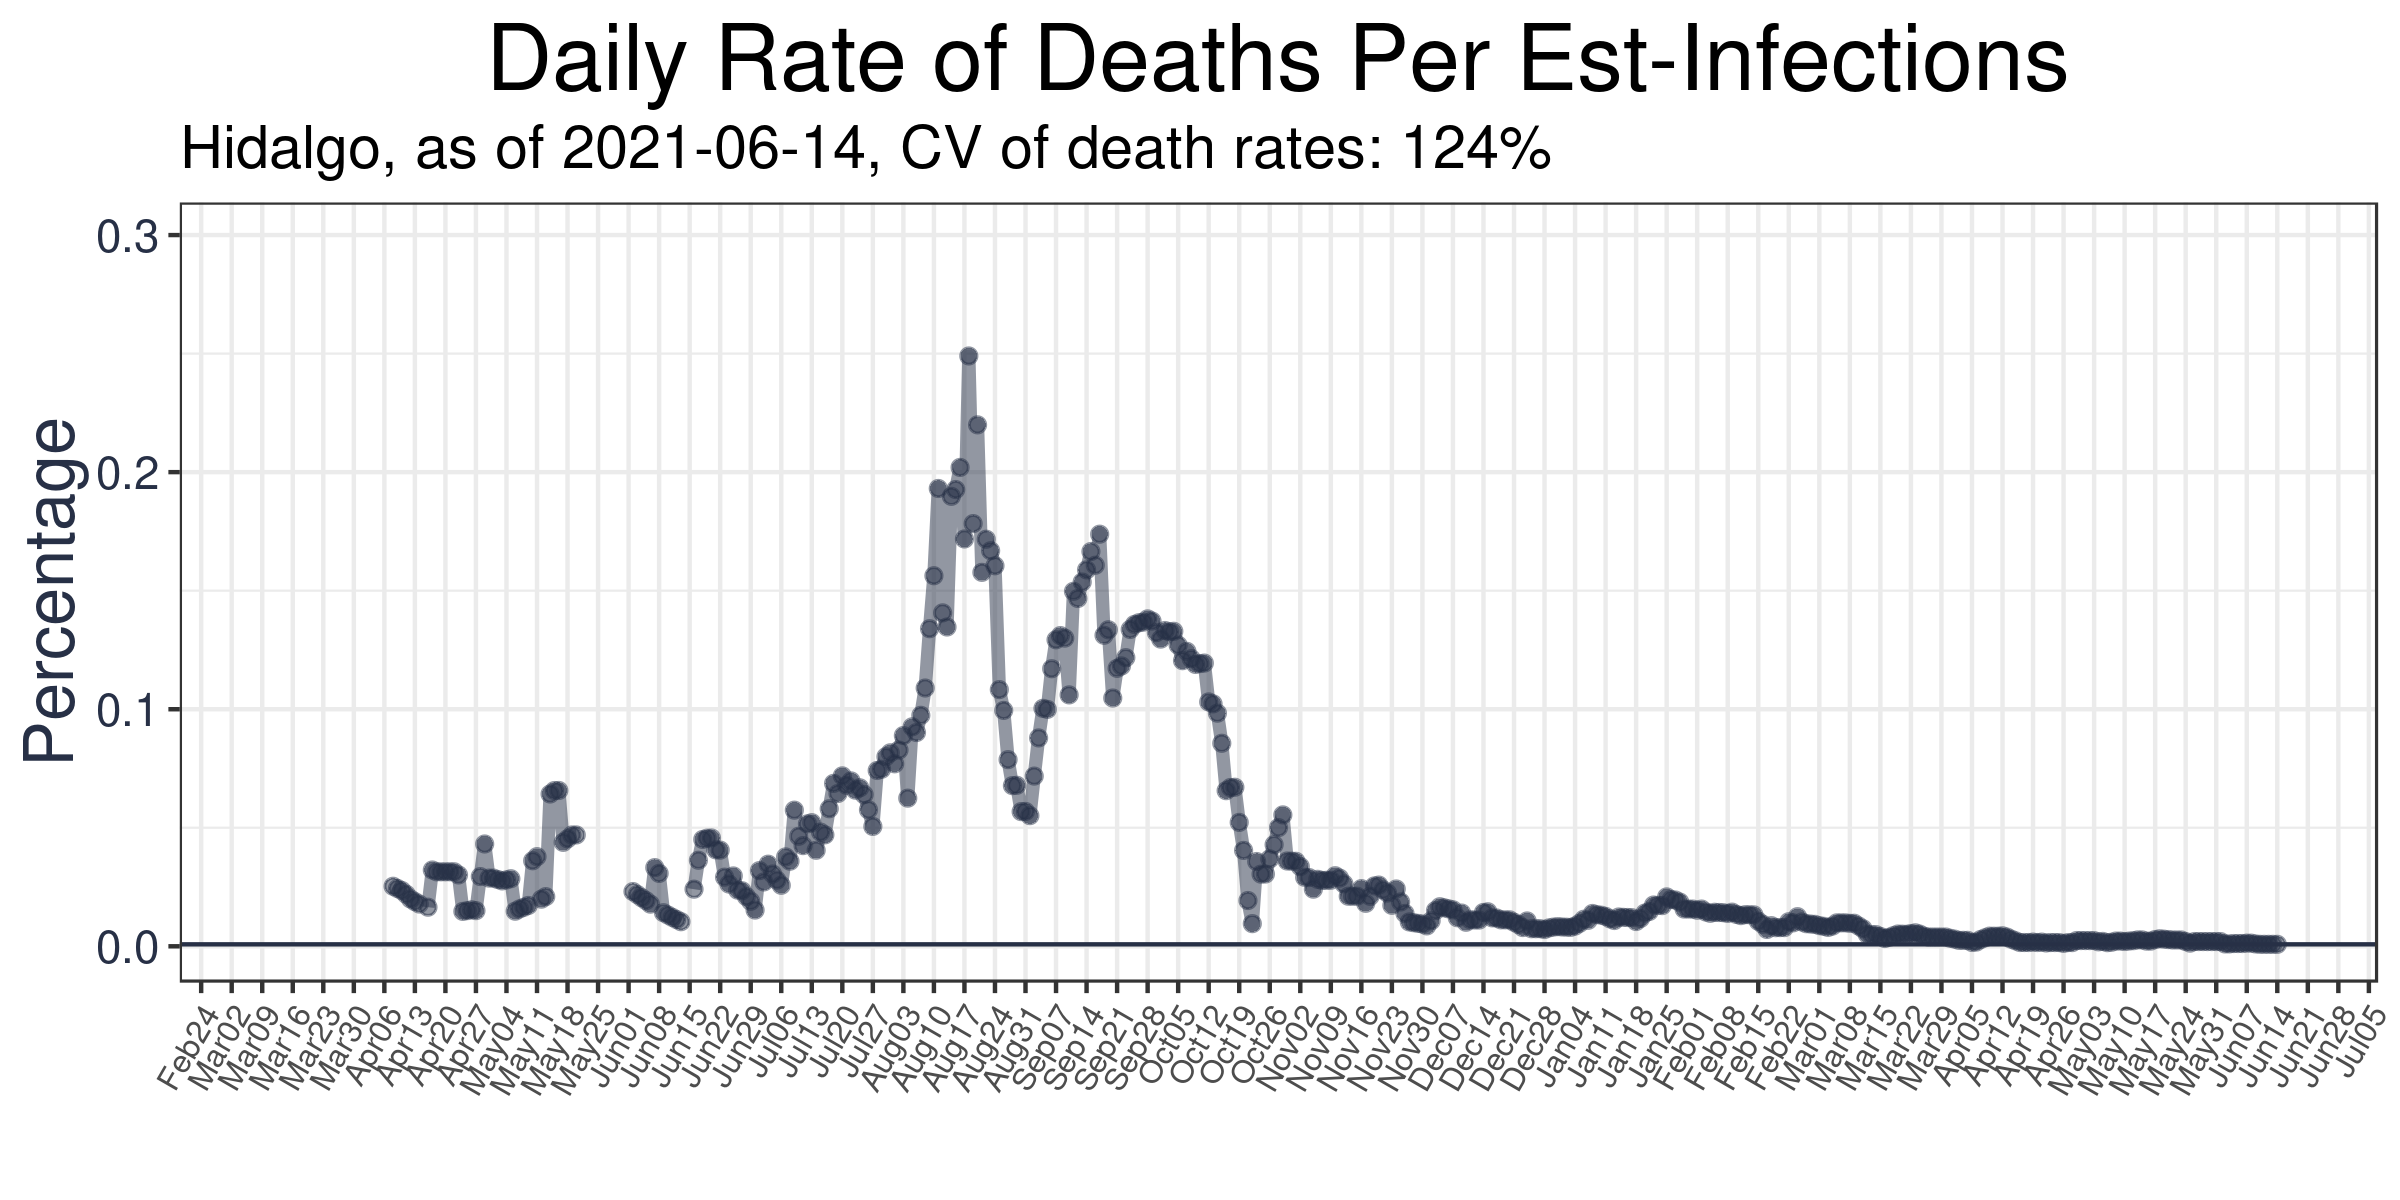 Daily Rate of Deaths Per Est-Infections
Hidalgo, as of 2021-06-14, CV of death rates: 124%
Percentage
0.3
0.2
0.1
0.0
Feb24
Mar02
Mar09
Mar16
Mar23
Mar30
Apr06
Apr13
Apr20
Apr27
May04
May11
May18
May25
Jun01
Jun08
Jun15
Jun22
Jun29
Jul06
Jul13
Jul20
Jul27
Aug03
Aug10
Aug17
Aug24
Aug31
Sep07
Sep14
Sep21
Sep28
Oct05
Oct12
Oct19
Oct26
Nov02
Nov09
Nov16
Nov23
Nov30
Dec07
Dec14
Dec21
Dec28
Jan04
Jan11
Jan18
Jan25
Feb01
Feb08
Feb15
Feb22
Mar01
Mar08
Mar15
Mar22
Mar29
Apr05
Apr12
Apr19
Apr26
May03
May10
May17
May24
May31
Jun07
Jun14
Jun21
Jun28
Jul05